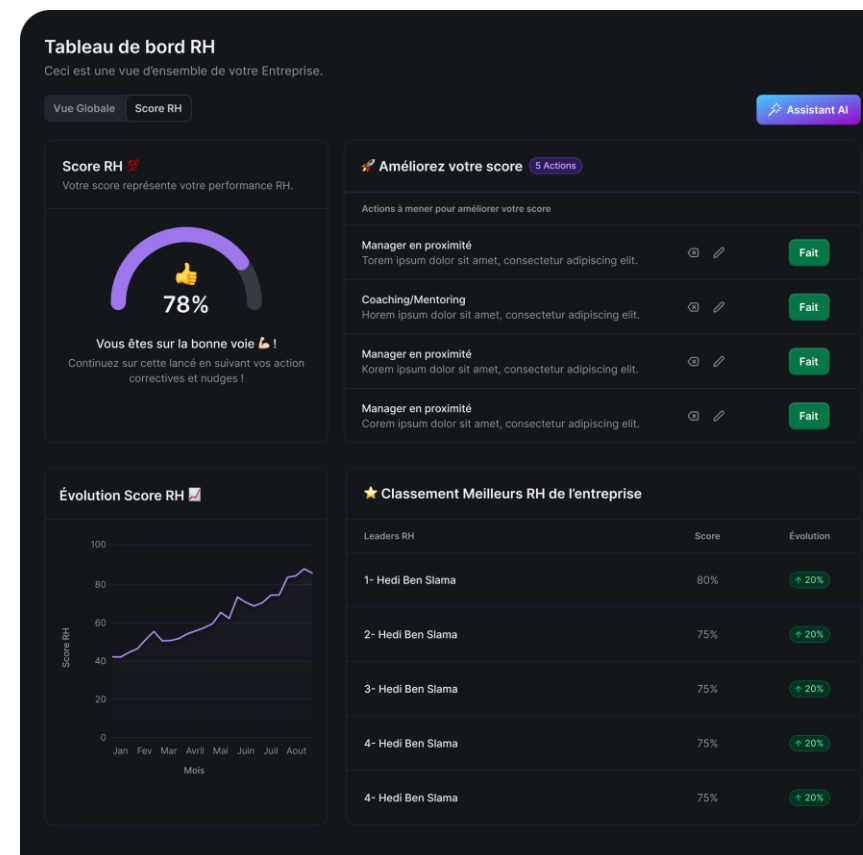 Tableau de bord RH
Ceci est une vue d'ensemble de votre Entreprise.
Vue Globale
Score RH
Assistant AI
Score RH 💯
Votre score représente votre performance RH.
👍
78%
Vous êtes sur la bonne voie 💪🏻 !
Continuez sur cette lancé en suivant vos action
correctives et nudges !
🚀 Améliorez votre score
5 Actions
Actions à mener pour améliorer votre score
Manager en proximité
Torem ipsum dolor sit amet, consectetur adipiscing elit.
Fait
Coaching/Mentoring
Horem ipsum dolor sit amet, consectetur adipiscing elit.
Fait
Manager en proximité
Korem ipsum dolor sit amet, consectetur adipiscing elit.
Fait
Manager en proximité
Corem ipsum dolor sit amet, consectetur adipiscing elit.
Fait
Évolution Score RH 📈
Score RH
100
80
60
40
20
0
Jan Fev Mar Avril Mai Juin Juil Aout
Mois
⭐ Classement Meilleurs RH de l'entreprise
Leaders RH Score Évolution
1- Hedi Ben Slama 80% ↑ 20%
2- Hedi Ben Slama 75% ↑ 20%
3- Hedi Ben Slama 75% ↑ 20%
4- Hedi Ben Slama 75% ↑ 20%
4- Hedi Ben Slama 75% ↑ 20%